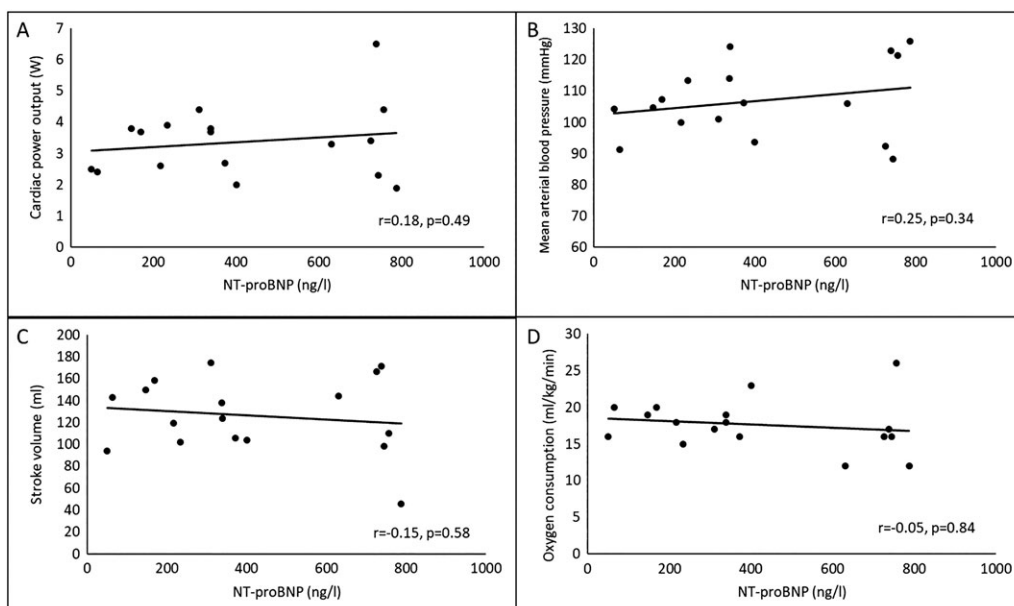 A
Cardiac power output (W)
7
6
5
4
3
2
1
0
0 200 400 600 800 1000
NT-proBNP (ng/l)
r=0.18, p=0.49
B
Mean arterial blood pressure (mmHg)
130
120
110
100
90
80
70
60
0 200 400 600 800 1000
NT-proBNP (ng/l)
r=0.25, p=0.34
C
Stroke volume (ml)
200
180
160
140
120
100
80
60
40
20
0
0 200 400 600 800 1000
NT-proBNP (ng/l)
r=-0.15, p=0.58
D
Oxygen consumption (ml/kg/min)
30
25
20
15
10
5
0
0 200 400 600 800 1000
NT-proBNP (ng/l)
r=-0.05, p=0.84